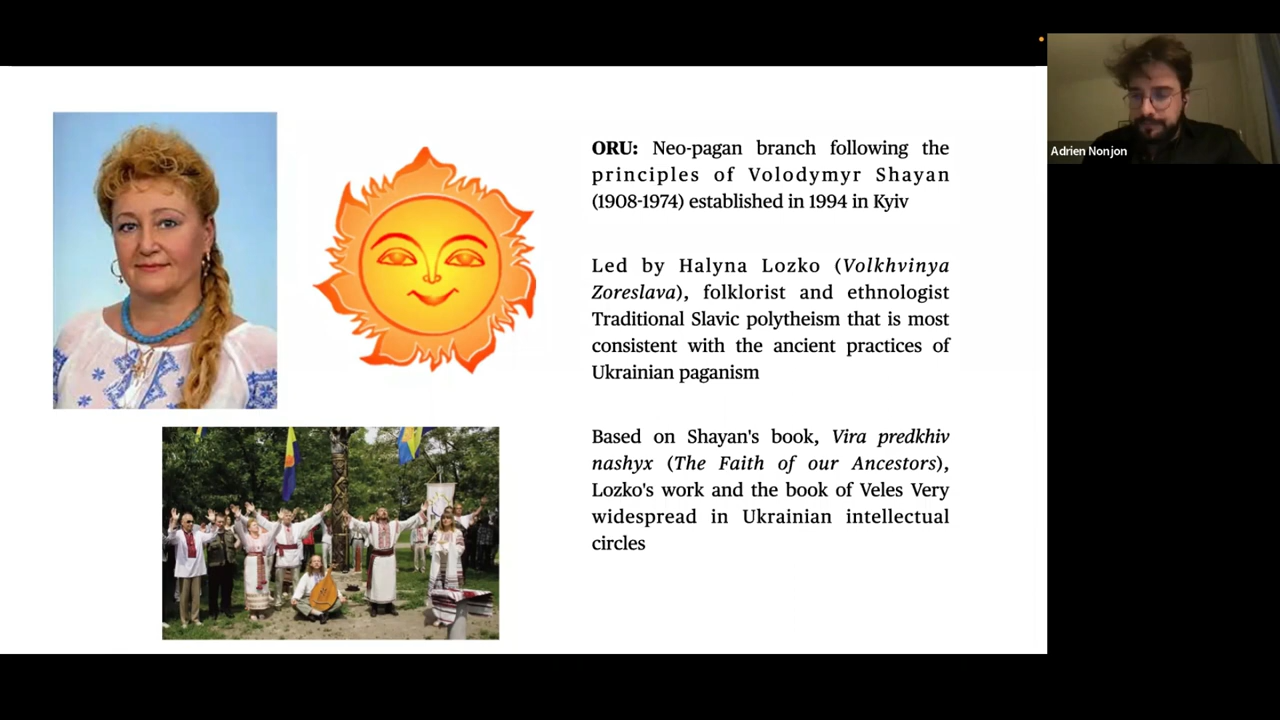 ORU: Neo-pagan branch following the
principles of Volodymyr Shayan
(1908-1974) established in 1994 in Kyiv
Led by Halyna Lozko (Volkhvinya
Zoreslava), folklorist and ethnologist
Traditional Slavic polytheism that is most
consistent with the ancient practices of
Ukrainian paganism
Based on Shayan's book, Vira predkhiv
nashyx (The Faith of our Ancestors),
Lozko's work and the book of Veles Very
widespread in Ukrainian intellectual
circles
Adrien Nonjon